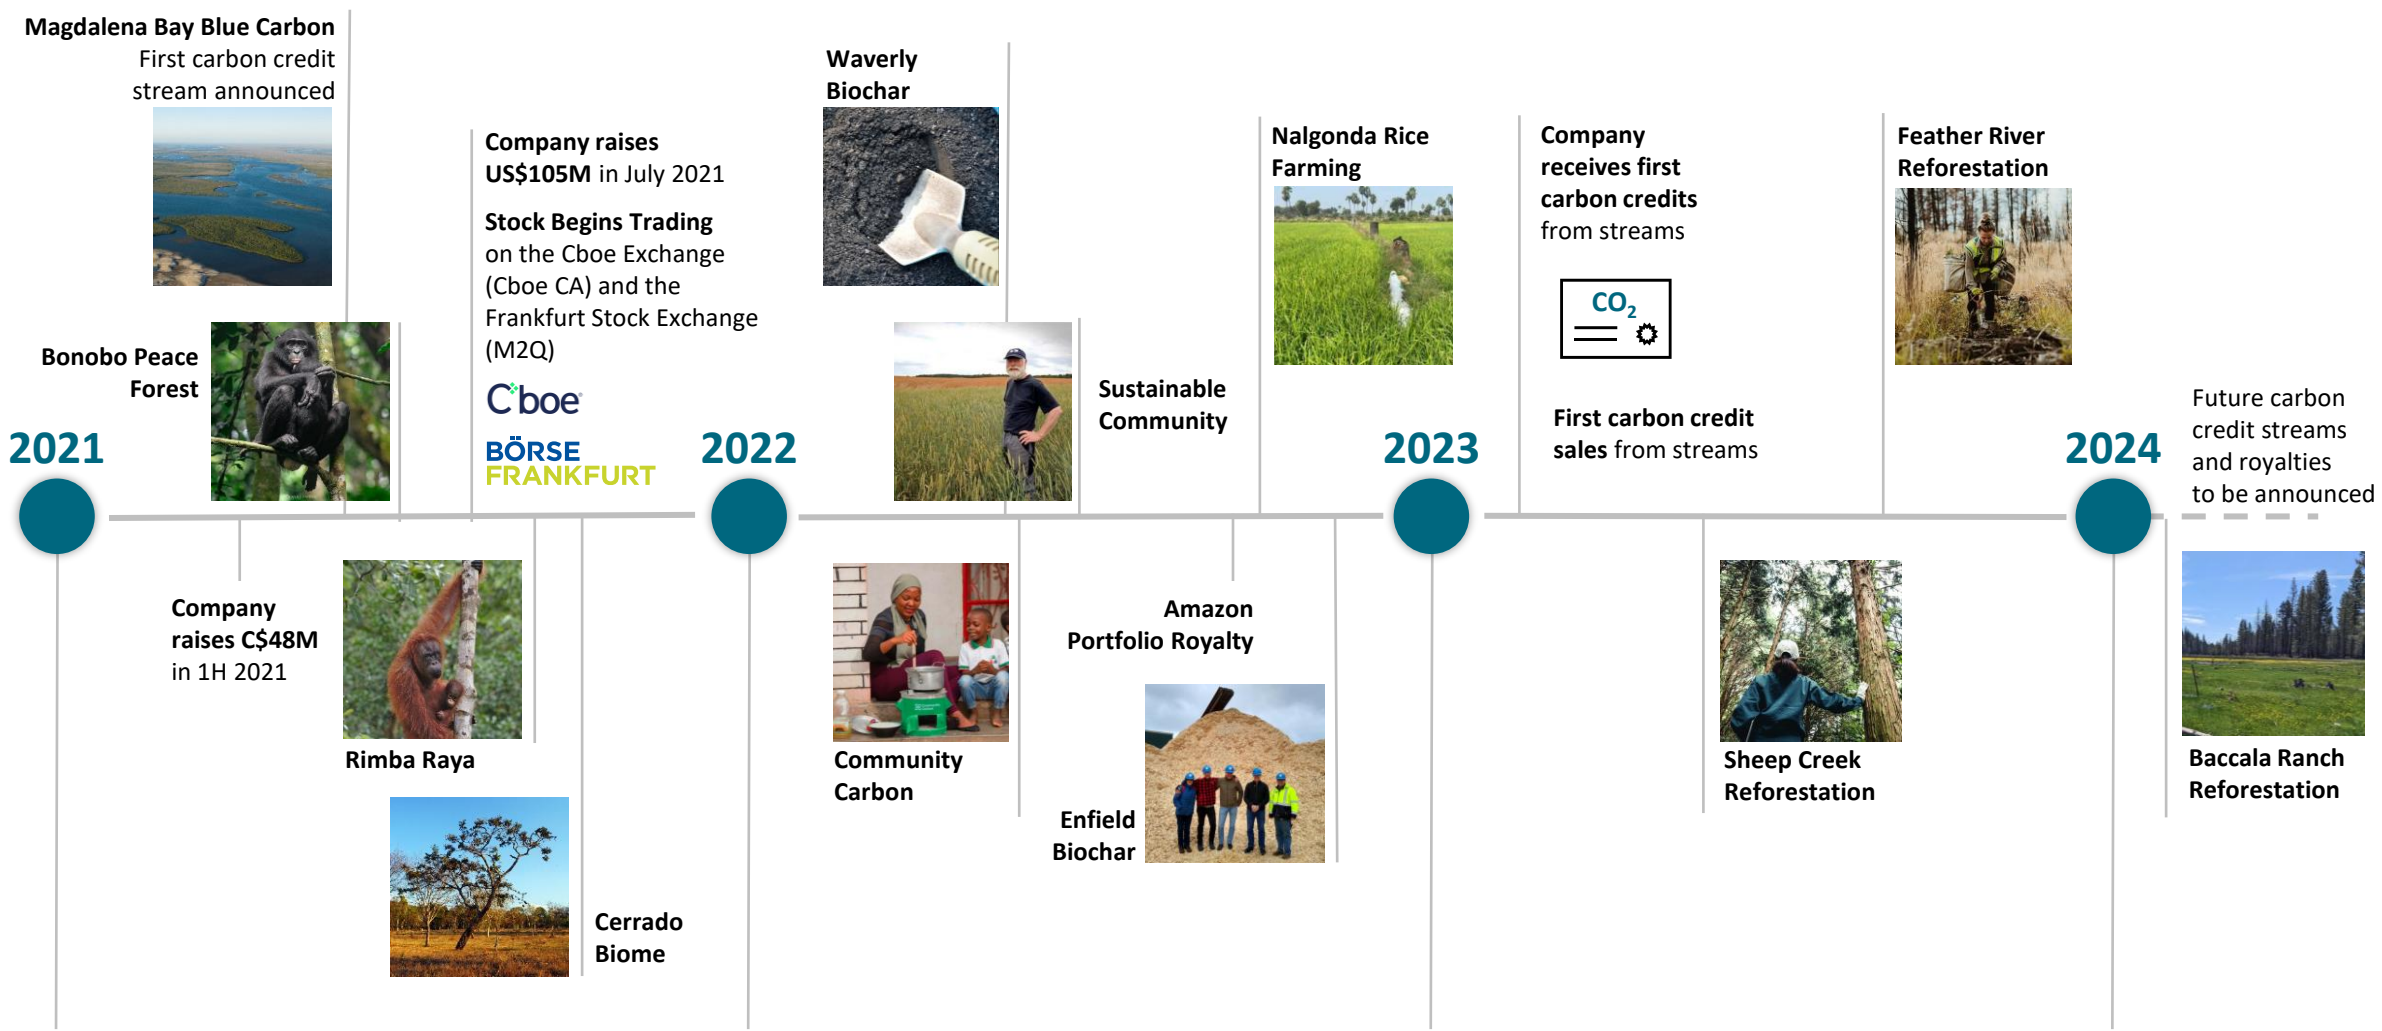 Magdalena Bay Blue Carbon
First carbon credit
stream announced
Bonobo Peace
Forest
2021
Company
raises C$48M
in 1H 2021
Company raises
US$105M in July 2021
Stock Begins Trading
on the Cboe Exchange
(Cboe CA) and the
Frankfurt Stock Exchange
(M2Q)
Cboe
BÖRSE
FRANKFURT
Rimba Raya
Cerrado
Biome
2022
Waverly
Biochar
Sustainable
Community
Community
Carbon
Amazon
Portfolio Royalty
Nalgonda Rice
Farming
Enfield
Biochar
2023
Company
receives first
carbon credits
from streams
CO₂
First carbon credit
sales from streams
Sheep Creek
Reforestation
Feather River
Reforestation
2024
Future carbon
credit streams
and royalties
to be announced
Baccala Ranch
Reforestation